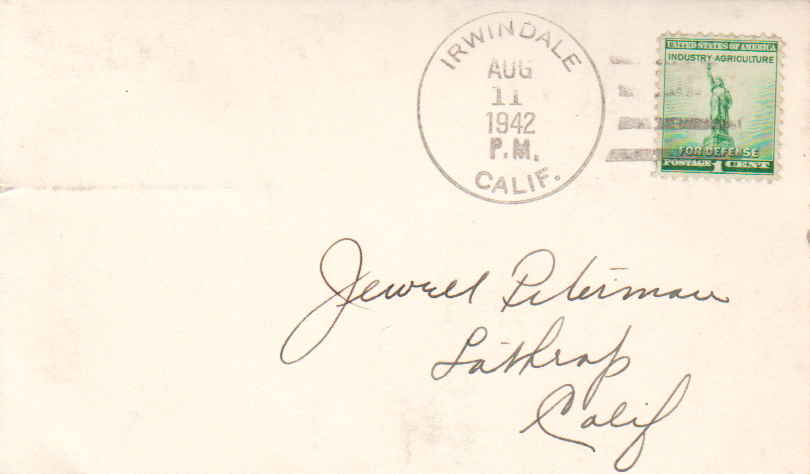 IRWINDALE
AUG
11
1942
P.M.
CALIF.
UNITED STATES OF AMERICA
INDUSTRY AGRICULTURE
FOR DEFENSE
POSTAGE 1 CENT
Jewell Peterman
Lathrop
Calif